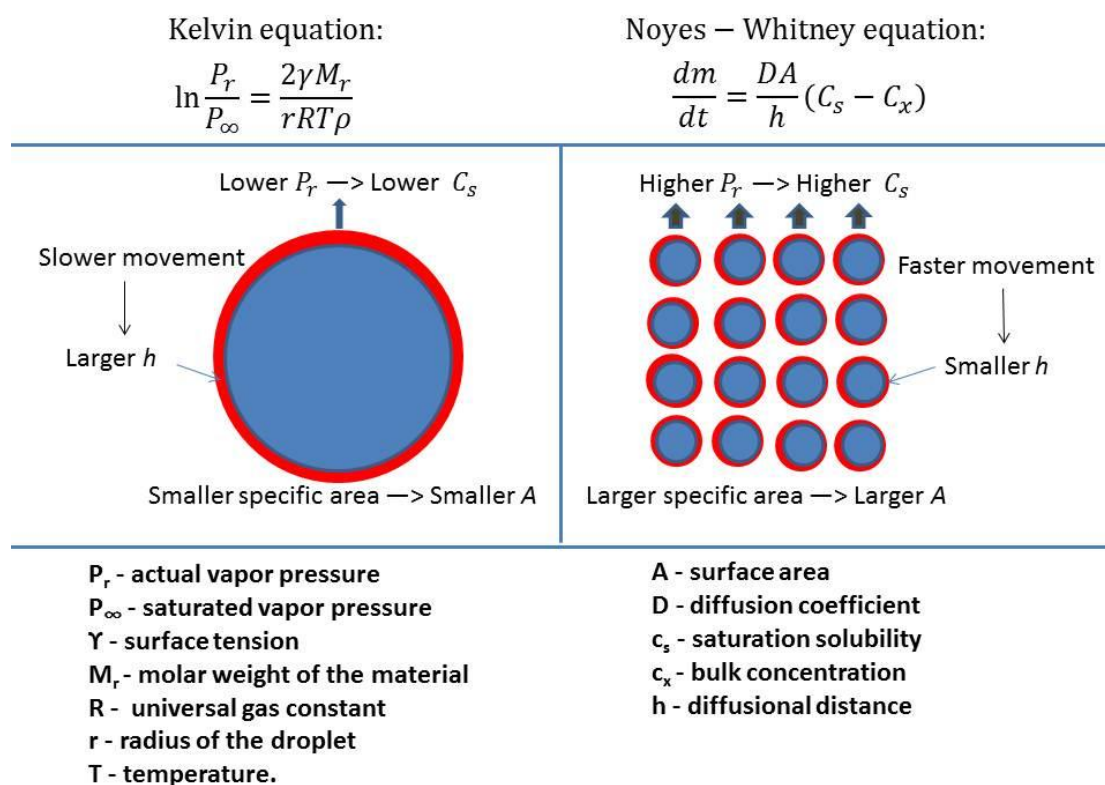 Kelvin equation:
ln P_r / P_∞ = 2γM_r / rRTρ
Noyes – Whitney equation:
dm / dt = DA / h (C_s − C_x)
Lower P_r —> Lower C_s
Slower movement
Larger h
Smaller specific area —> Smaller A
Higher P_r —> Higher C_s
Faster movement
Smaller h
Larger specific area —> Larger A
P_r - actual vapor pressure
P_∞ - saturated vapor pressure
ϒ - surface tension
M_r - molar weight of the material
R - universal gas constant
r - radius of the droplet
T - temperature.
A - surface area
D - diffusion coefficient
c_s - saturation solubility
c_x - bulk concentration
h - diffusional distance